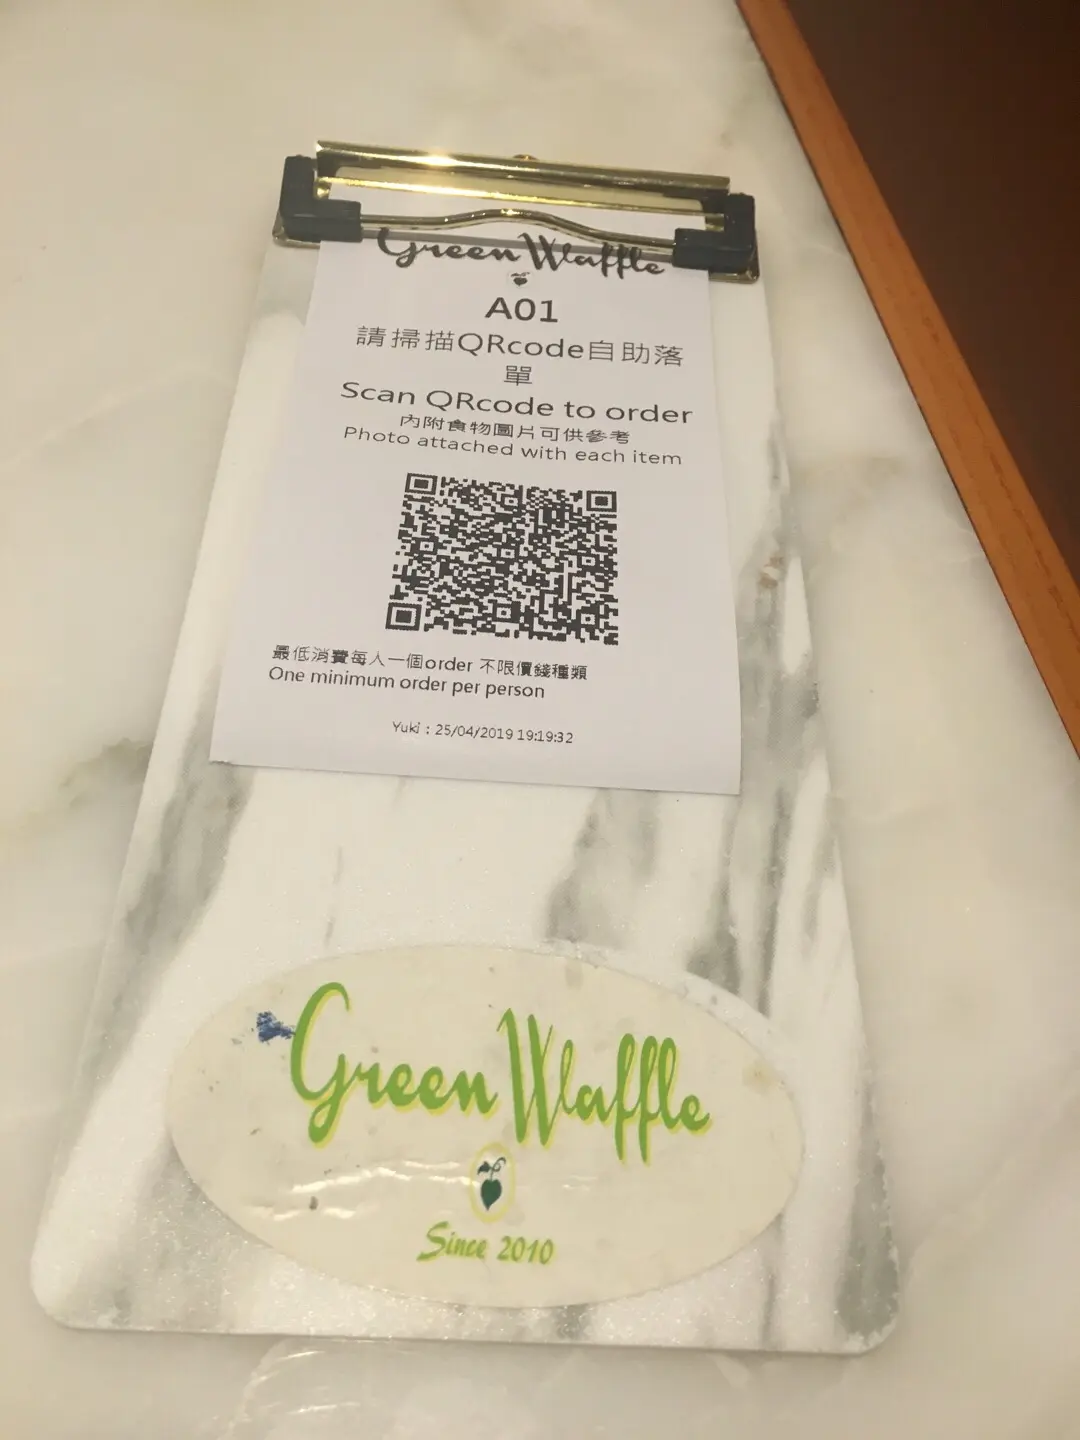 Green Waffle
A01
請掃描QRcode自助落
單
Scan QRcode to order
內附食物圖片可供參考
Photo attached with each item
最低消費每人一個order 不限價錢種類
One minimum order per person
Yuki : 25/04/2019 19:19:32
Green Waffle
Since 2010